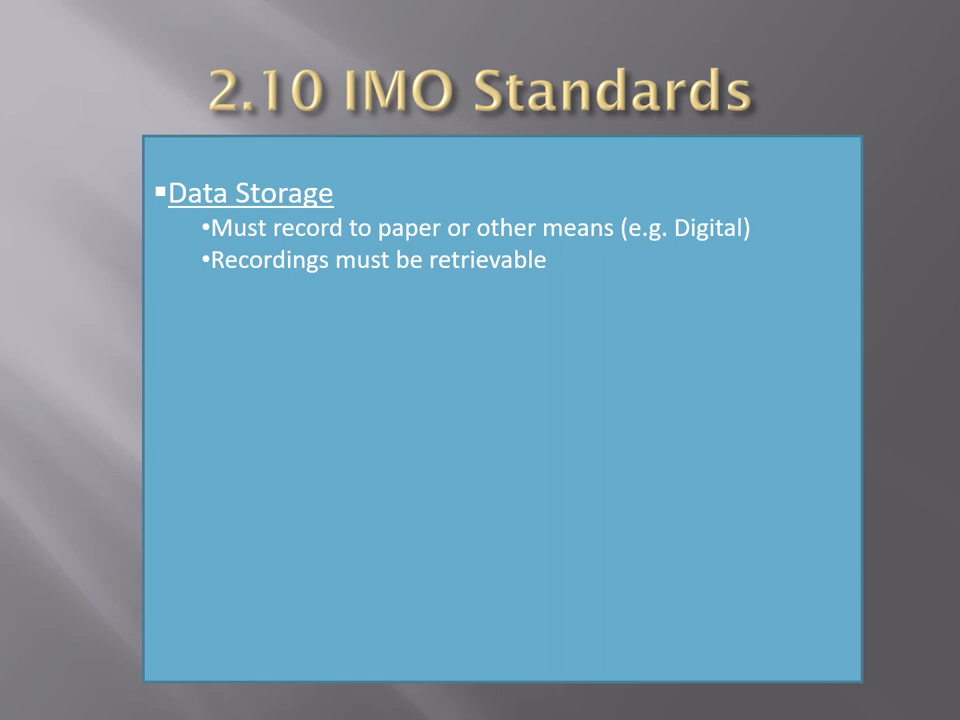 2.10 IMO Standards
▪Data Storage
•Must record to paper or other means (e.g. Digital)
•Recordings must be retrievable